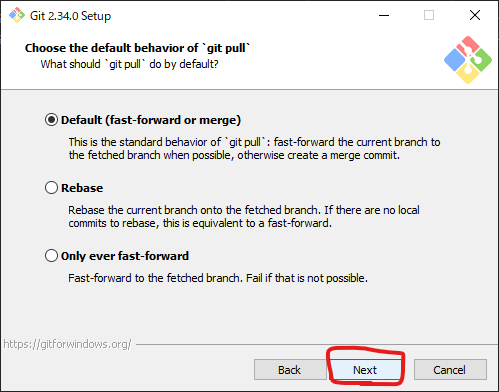 Git 2.34.0 Setup
Choose the default behavior of `git pull`
What should `git pull` do by default?
Default (fast-forward or merge)
This is the standard behavior of `git pull`: fast-forward the current branch to
the fetched branch when possible, otherwise create a merge commit.
Rebase
Rebase the current branch onto the fetched branch. If there are no local
commits to rebase, this is equivalent to a fast-forward.
Only ever fast-forward
Fast-forward to the fetched branch. Fail if that is not possible.
https://gitforwindows.org/
Back Next Cancel